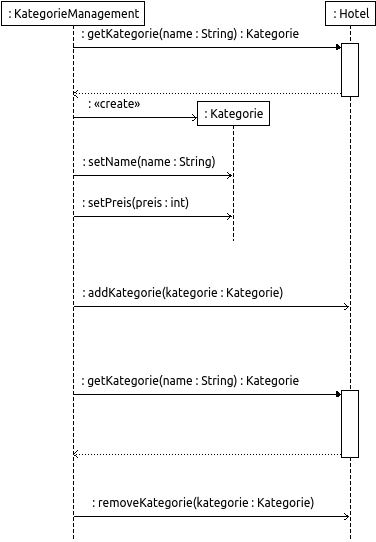 : KategorieManagement
: Hotel
: getKategorie(name : String) : Kategorie
: «create»
: Kategorie
: setName(name : String)
: setPreis(preis : int)
: addKategorie(kategorie : Kategorie)
: getKategorie(name : String) : Kategorie
: removeKategorie(kategorie : Kategorie)